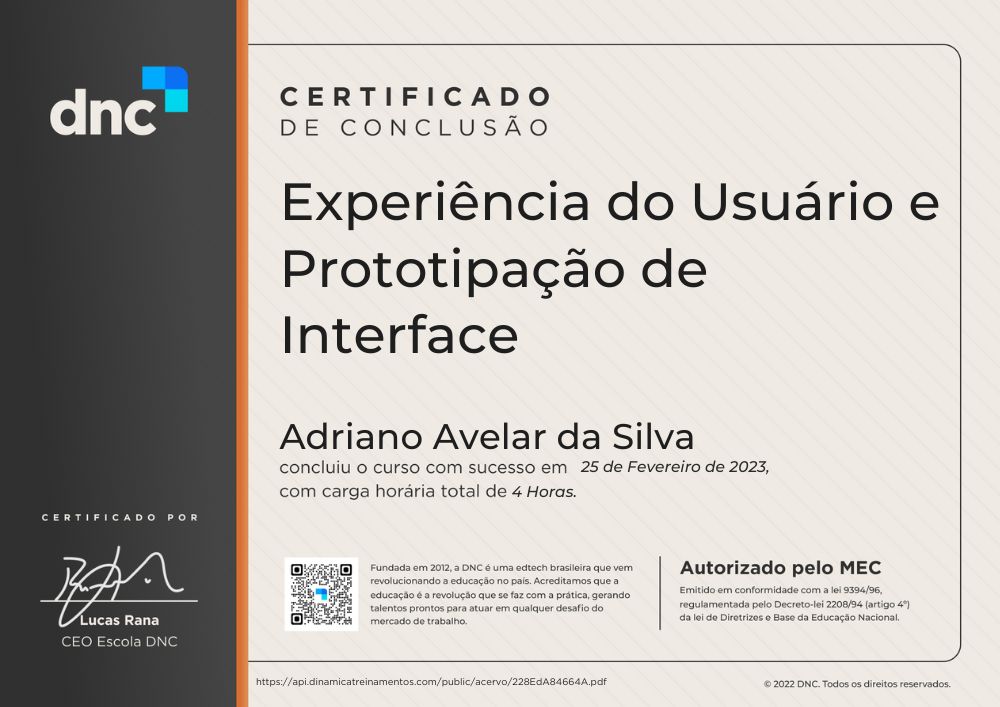 dnc
CERTIFICADO
DE CONCLUSÃO
Experiência do Usuário e
Prototipação de
Interface
Adriano Avelar da Silva
concluiu o curso com sucesso em 25 de Fevereiro de 2023,
com carga horária total de 4 Horas.
CERTIFICADO POR
Lucas Rana
CEO Escola DNC
Fundada em 2012, a DNC é uma edtech brasileira que vem
revolucionando a educação no país. Acreditamos que a
educação é a revolução que se faz com a prática, gerando
talentos prontos para atuar em qualquer desafio do
mercado de trabalho.
Autorizado pelo MEC
Emitido em conformidade com a lei 9394/96,
regulamentada pelo Decreto-lei 2208/94 (artigo 4º)
da lei de Diretrizes e Base da Educação Nacional.
https://api.dinamicatreinamentos.com/public/acervo/228EdA84664A.pdf
© 2022 DNC. Todos os direitos reservados.